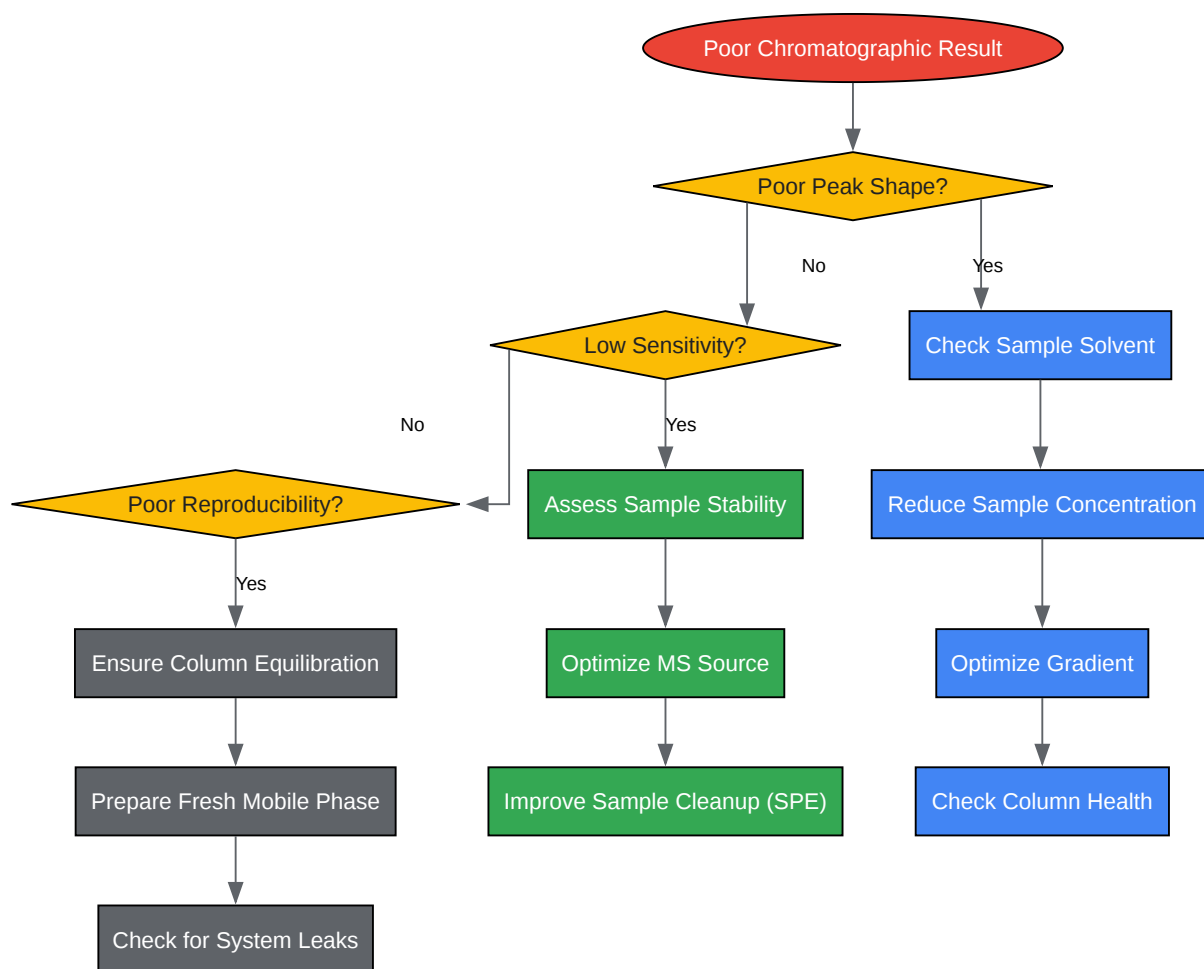 Poor Chromatographic Result
Poor Peak Shape?
No
Yes
Low Sensitivity?
Check Sample Solvent
No
Yes
Poor Reproducibility?
Assess Sample Stability
Reduce Sample Concentration
Yes
Ensure Column Equilibration
Optimize MS Source
Optimize Gradient
Prepare Fresh Mobile Phase
Improve Sample Cleanup (SPE)
Check Column Health
Check for System Leaks